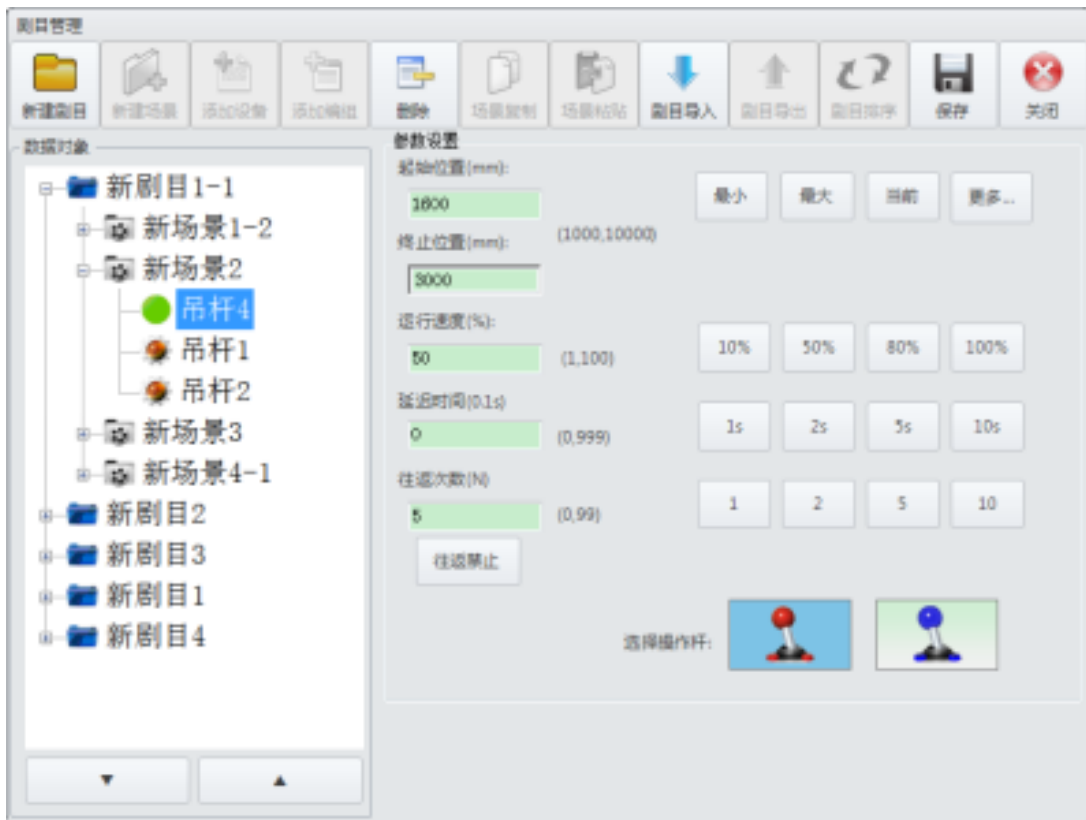 剧目管理
新建剧目 新建场景 添加设备 添加编组 删除 场景复制 场景粘贴 剧目导入 剧目导出 剧目排序 保存 关闭
数据对象
新剧目1-1
新场景1-2
新场景2
吊杆4
吊杆1
吊杆2
新场景3
新场景4-1
新剧目2
新剧目3
新剧目1
新剧目4
▼ ▲
参数设置
起始位置(mm):
1600
最小 最大 当前 更多...
(1000,10000)
终止位置(mm):
3000
运行速度(%):
50 (1,100) 10% 50% 80% 100%
延迟时间(0.1s)
0 (0,999) 1s 2s 5s 10s
往返次数(N)
5 (0,99) 1 2 5 10
往返禁止
选择操作杆: